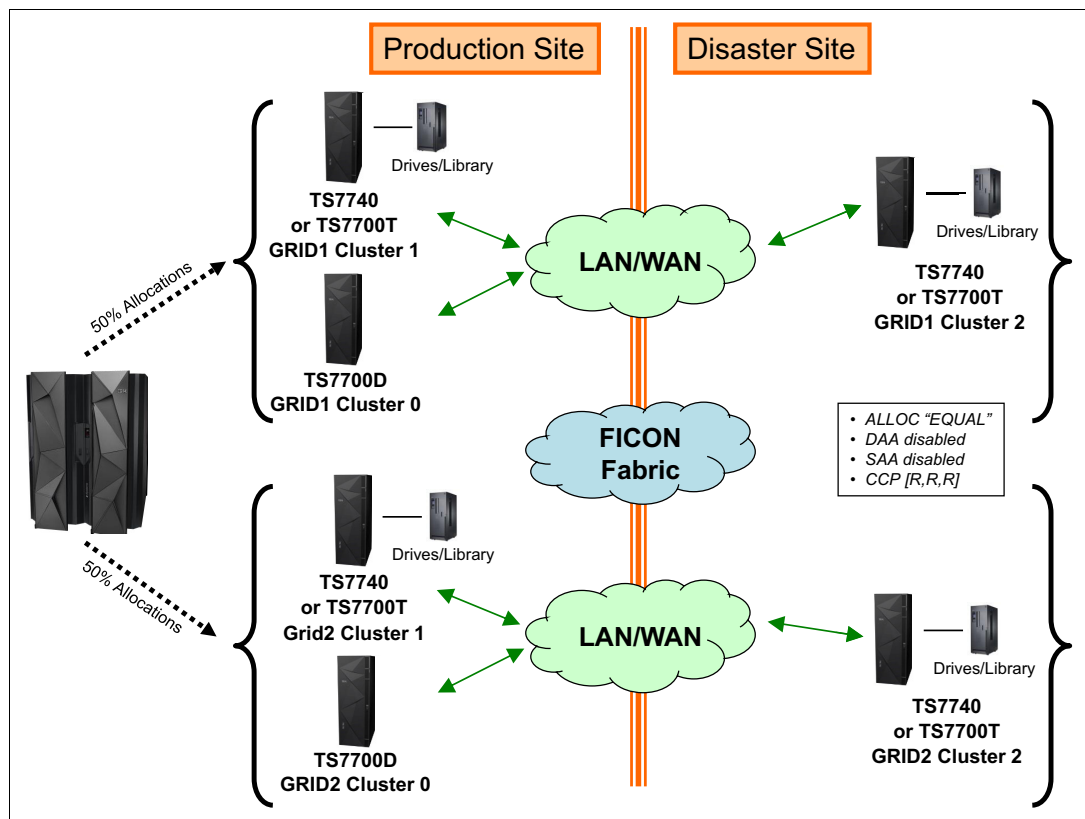 Production Site
Disaster Site
Drives/Library
TS7740
or TS7700T
GRID1 Cluster 1
LAN/WAN
Drives/Library
TS7740
or TS7700T
GRID1 Cluster 2
50% Allocations
TS7700D
GRID1 Cluster 0
FICON
Fabric
• ALLOC “EQUAL”
• DAA disabled
• SAA disabled
• CCP [R,R,R]
50% Allocations
Drives/Library
TS7740
or TS7700T
Grid2 Cluster 1
LAN/WAN
Drives/Library
TS7740
or TS7700T
GRID2 Cluster 2
TS7700D
GRID2 Cluster 0